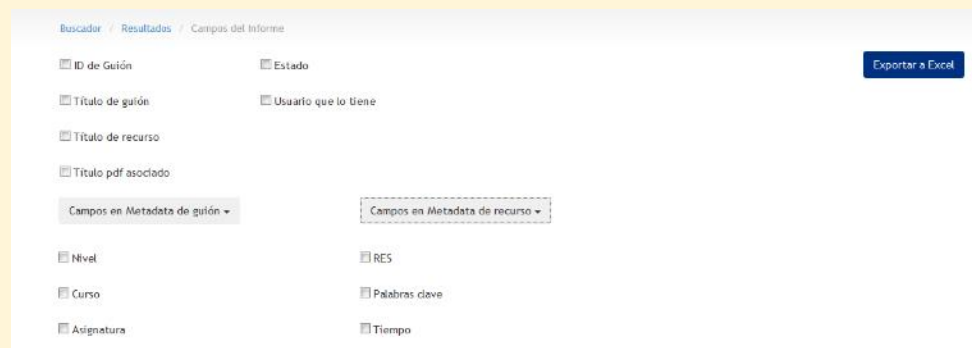 Buscador / Resultados / Campos del Informe
ID de Guión Estado Exportar a Excel
Título de guión Usuario que lo tiene
Título de recurso
Título pdf asociado
Campos en Metadata de guión Campos en Metadata de recurso
Nivel RES
Curso Palabras clave
Asignatura Tiempo